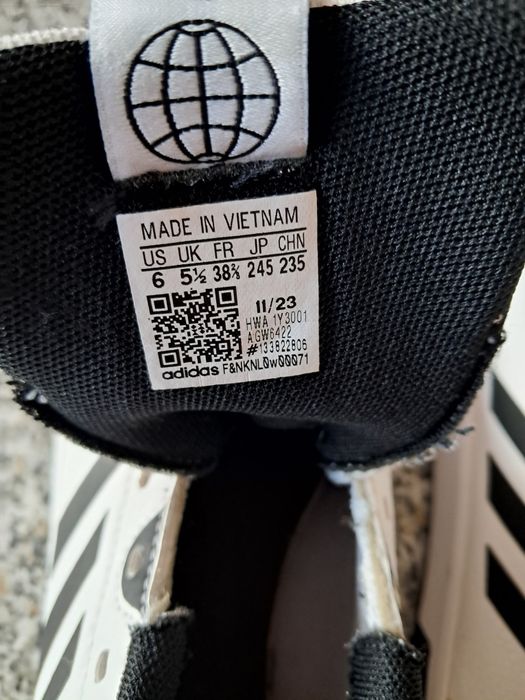 MADE IN VIETNAM
US UK FR JP CHN
6 5½ 38⅔ 245 235
11/23
HWA 1Y3001
AGW6422
#133822806
adidas F&NKNL0w00071